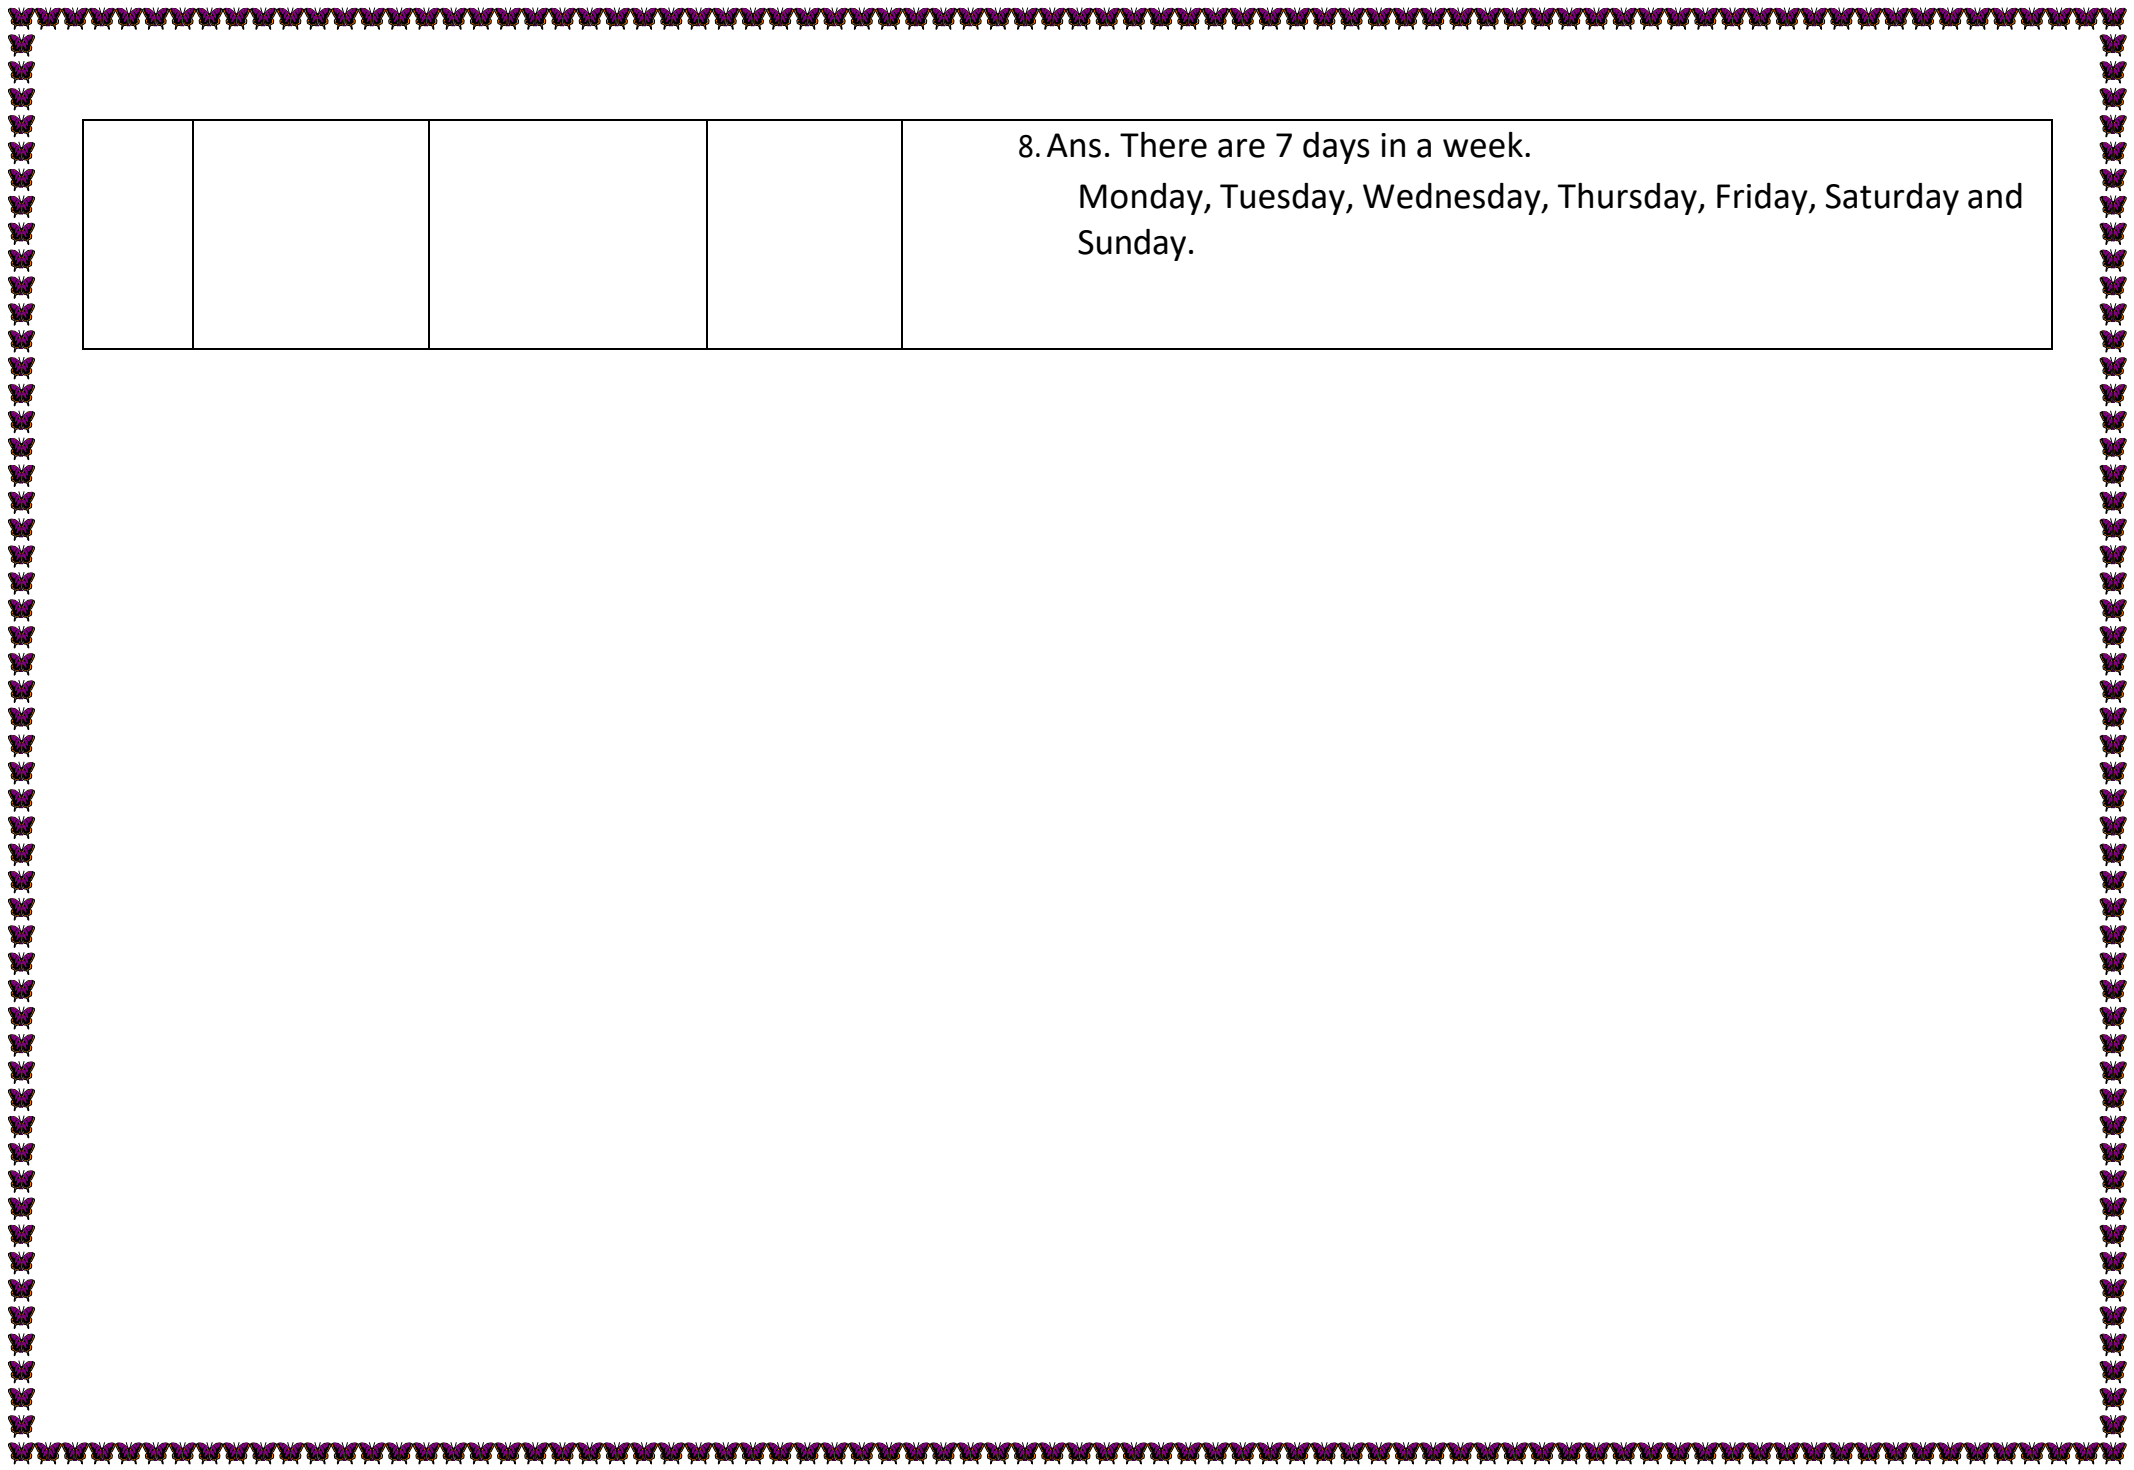 8. Ans. There are 7 days in a week.
Monday, Tuesday, Wednesday, Thursday, Friday, Saturday and
Sunday.